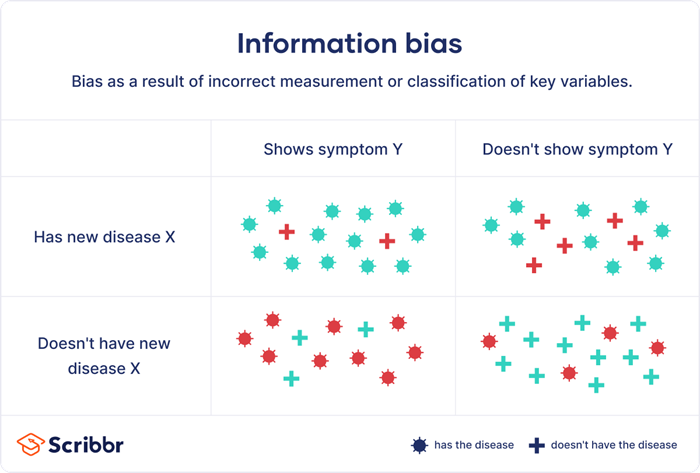 Information bias
Bias as a result of incorrect measurement or classification of key variables.
Shows symptom Y
Doesn't show symptom Y
Has new disease X
Doesn't have new
disease X
Scribbr
has the disease
doesn't have the disease